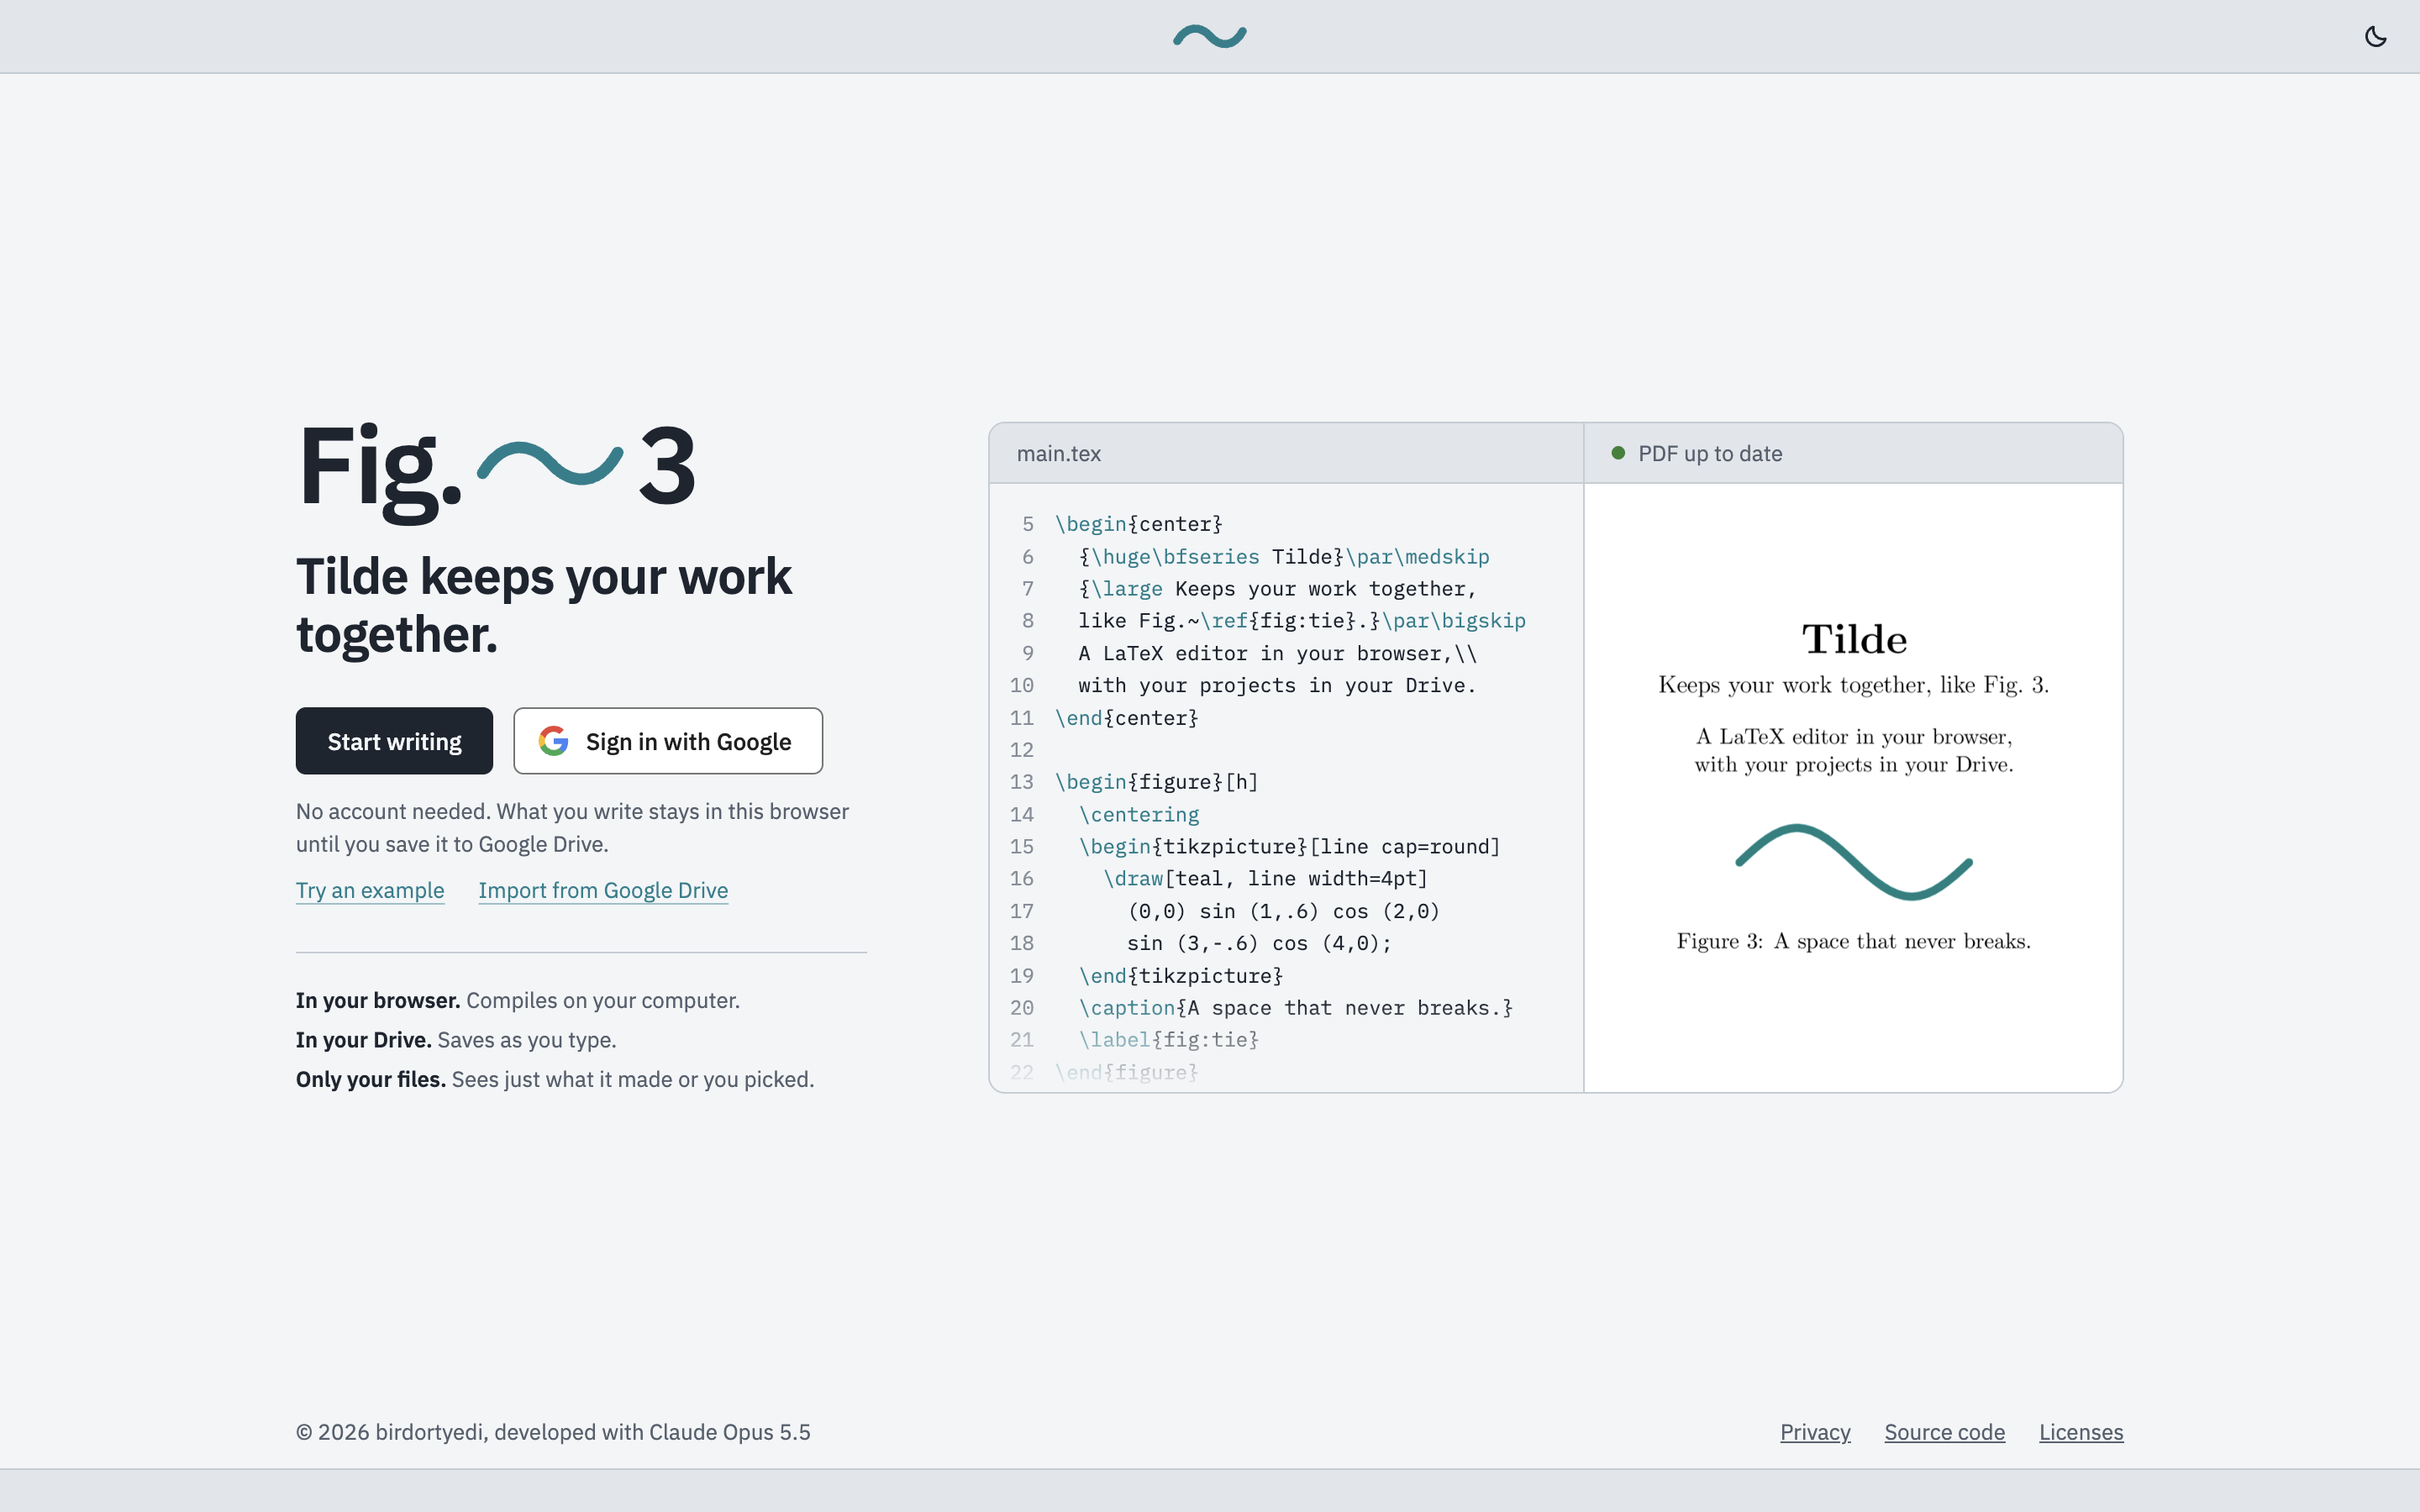 Fig. ~ 3
Tilde keeps your work
together.
Start writing
Sign in with Google
No account needed. What you write stays in this browser
until you save it to Google Drive.
Try an example
Import from Google Drive
In your browser. Compiles on your computer.
In your Drive. Saves as you type.
Only your files. Sees just what it made or you picked.
main.tex
5 \begin{center}
6   {\huge\bfseries Tilde}\par\medskip
7   {\large Keeps your work together,
8   like Fig.~\ref{fig:tie}.}\par\bigskip
9   A LaTeX editor in your browser,\\
10   with your projects in your Drive.
11 \end{center}
12
13 \begin{figure}[h]
14   \centering
15   \begin{tikzpicture}[line cap=round]
16     \draw[teal, line width=4pt]
17       (0,0) sin (1,.6) cos (2,0)
18       sin (3,-.6) cos (4,0);
19   \end{tikzpicture}
20   \caption{A space that never breaks.}
21   \label{fig:tie}
22 \end{figure}
PDF up to date
Tilde
Keeps your work together, like Fig. 3.
A LaTeX editor in your browser,
with your projects in your Drive.
Figure 3: A space that never breaks.
© 2026 birdortyedi, developed with Claude Opus 5.5
Privacy
Source code
Licenses